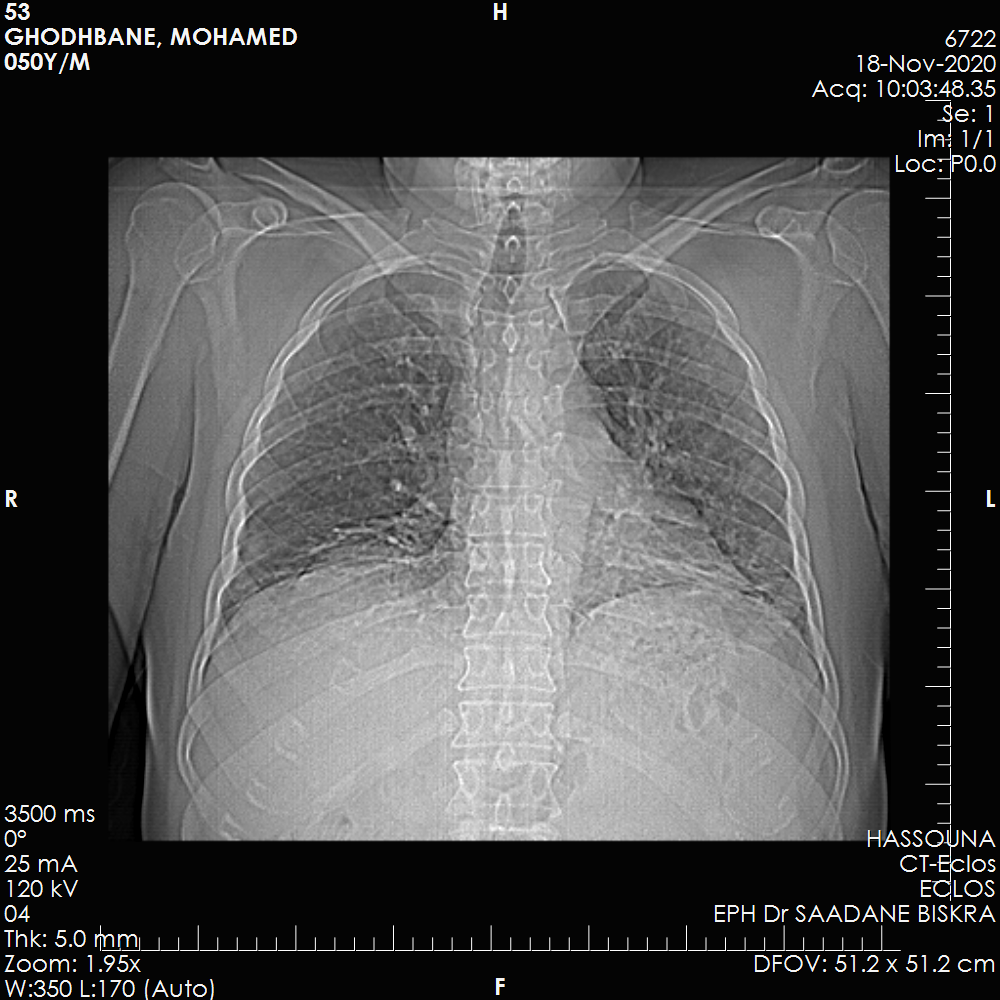 53
GHODHBANE, MOHAMED
050Y/M
H
6722
18-Nov-2020
Acq: 10:03:48.35
Se: 1
Im: 1/1
Loc: P0.0
R
L
3500 ms
0°
25 mA
120 kV
04
Thk: 5.0 mm
Zoom: 1.95x
W:350 L:170 (Auto)
F
HASSOUNA
CT-Eclos
ECLOS
EPH Dr SAADANE BISKRA
DFOV: 51.2 x 51.2 cm